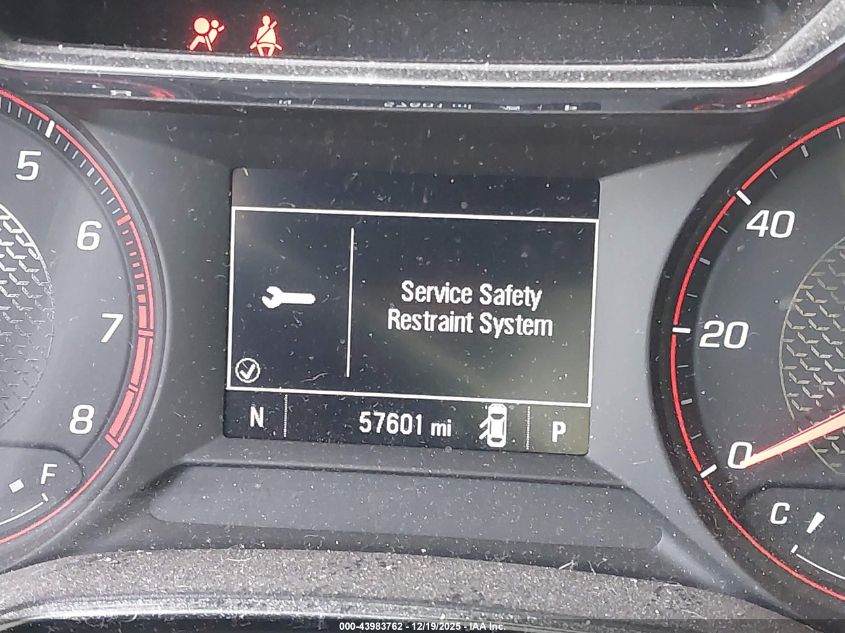 5
6
7
8
F
Service Safety
Restraint System
N
57601 mi
P
40
20
0
C
000-43983762 - 12/19/2025 - IAA Inc.